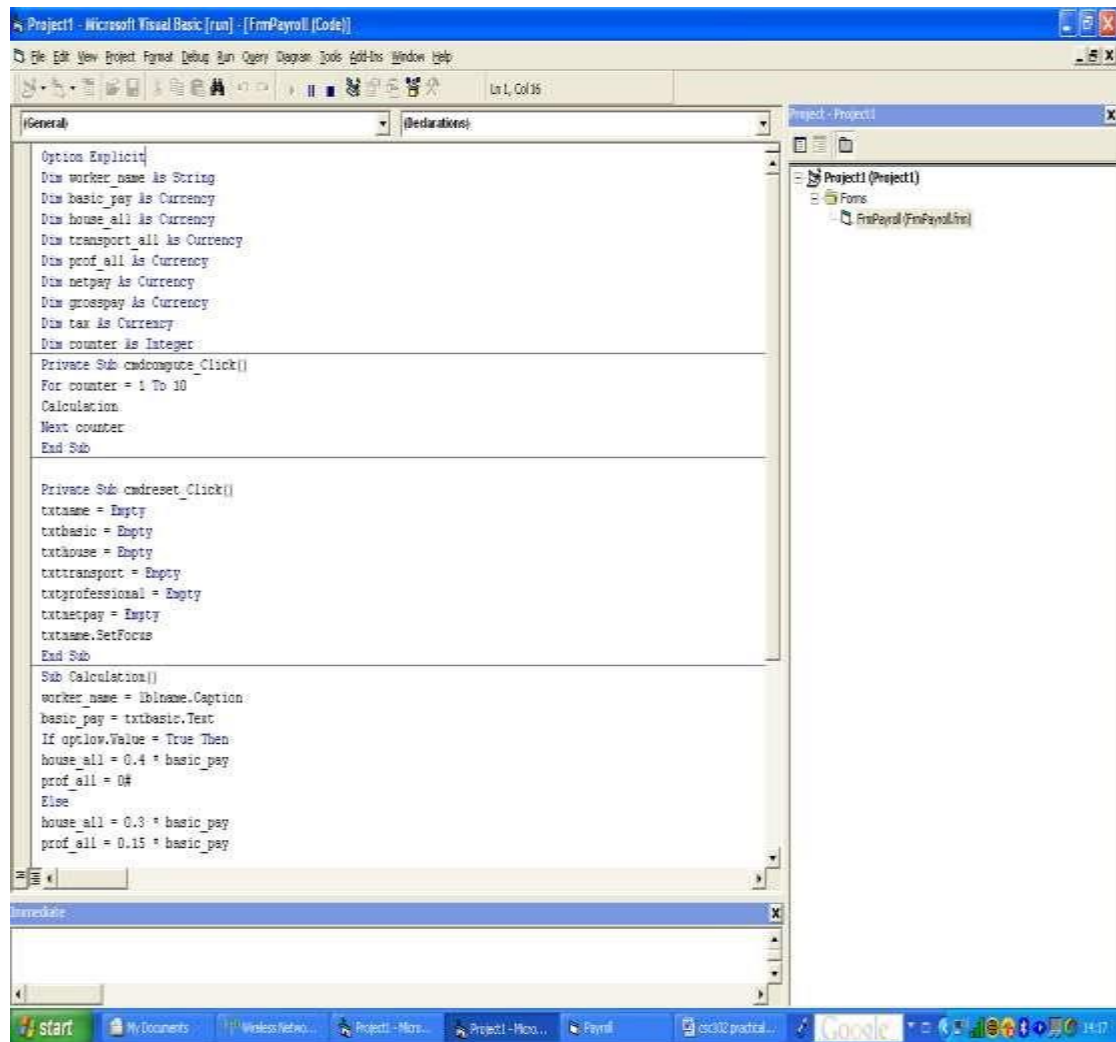 Project1 - Microsoft Visual Basic [run] - [FrmPayroll (Code)]
File Edit View Project Format Debug Run Query Diagram Tools Add-Ins Window Help
Ln 1, Col 16
(General) (Declarations)
Project - Project1
Project1 (Project1)
Forms
FrmPayroll (FrmPayroll.frm)
Option Explicit
Dim worker_name As String
Dim basic_pay As Currency
Dim house_all As Currency
Dim transport_all As Currency
Dim prof_all As Currency
Dim netpay As Currency
Dim grosspay As Currency
Dim tax As Currency
Dim counter As Integer
Private Sub cmdcompute_Click()
For counter = 1 To 10
Calculation
Next counter
End Sub
Private Sub cmdreset_Click()
txtname = Empty
txtbasic = Empty
txthouse = Empty
txttransport = Empty
txtprofessional = Empty
txtnetpay = Empty
txtname.SetFocus
End Sub
Sub Calculation()
worker_name = lblname.Caption
basic_pay = txtbasic.Text
If optlow.Value = True Then
house_all = 0.4 * basic_pay
prof_all = 0#
Else
house_all = 0.3 * basic_pay
prof_all = 0.15 * basic_pay
Immediate
start My Documents Wireless Netwo... Project1 - Micro... Project1 - Micro... Payroll csc302 practical... Google 14:17